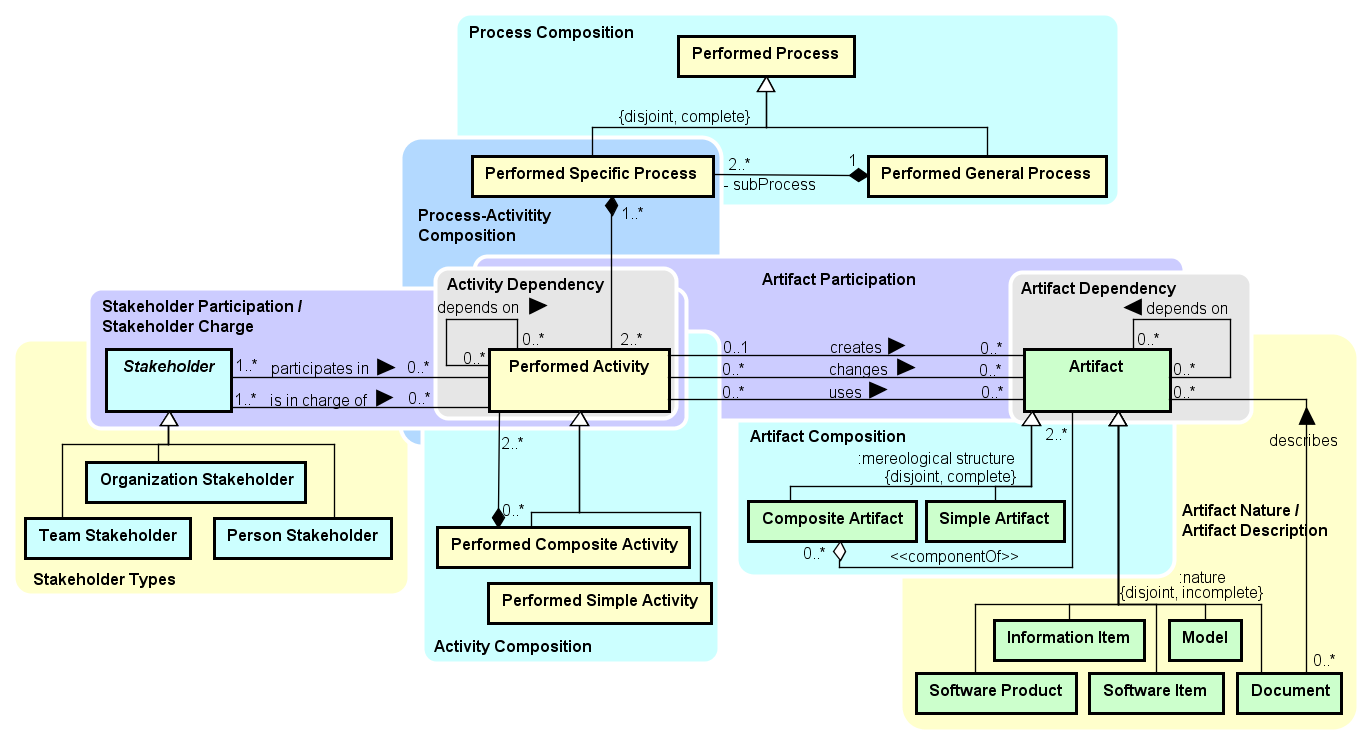 Process Composition
Performed Process
{disjoint, complete}
Performed Specific Process
2..*
1
- subProcess
Performed General Process
1..*
Process-Activitity
Composition
Activity Dependency
depends on
0..*
0..*
2..*
Artifact Participation
Artifact Dependency
depends on
0..*
0..*
0..*
Stakeholder Participation /
Stakeholder Charge
Stakeholder
1..*
participates in
0..*
1..*
is in charge of
0..*
Performed Activity
0..1
creates
0..*
0..*
changes
0..*
0..*
uses
0..*
Artifact
describes
Organization Stakeholder
Team Stakeholder
Person Stakeholder
Stakeholder Types
2..*
0..*
Performed Composite Activity
Performed Simple Activity
Activity Composition
Artifact Composition
2..*
:mereological structure
{disjoint, complete}
Composite Artifact
Simple Artifact
0..*
<<componentOf>>
Artifact Nature /
Artifact Description
:nature
{disjoint, incomplete}
Information Item
Model
0..*
Software Product
Software Item
Document